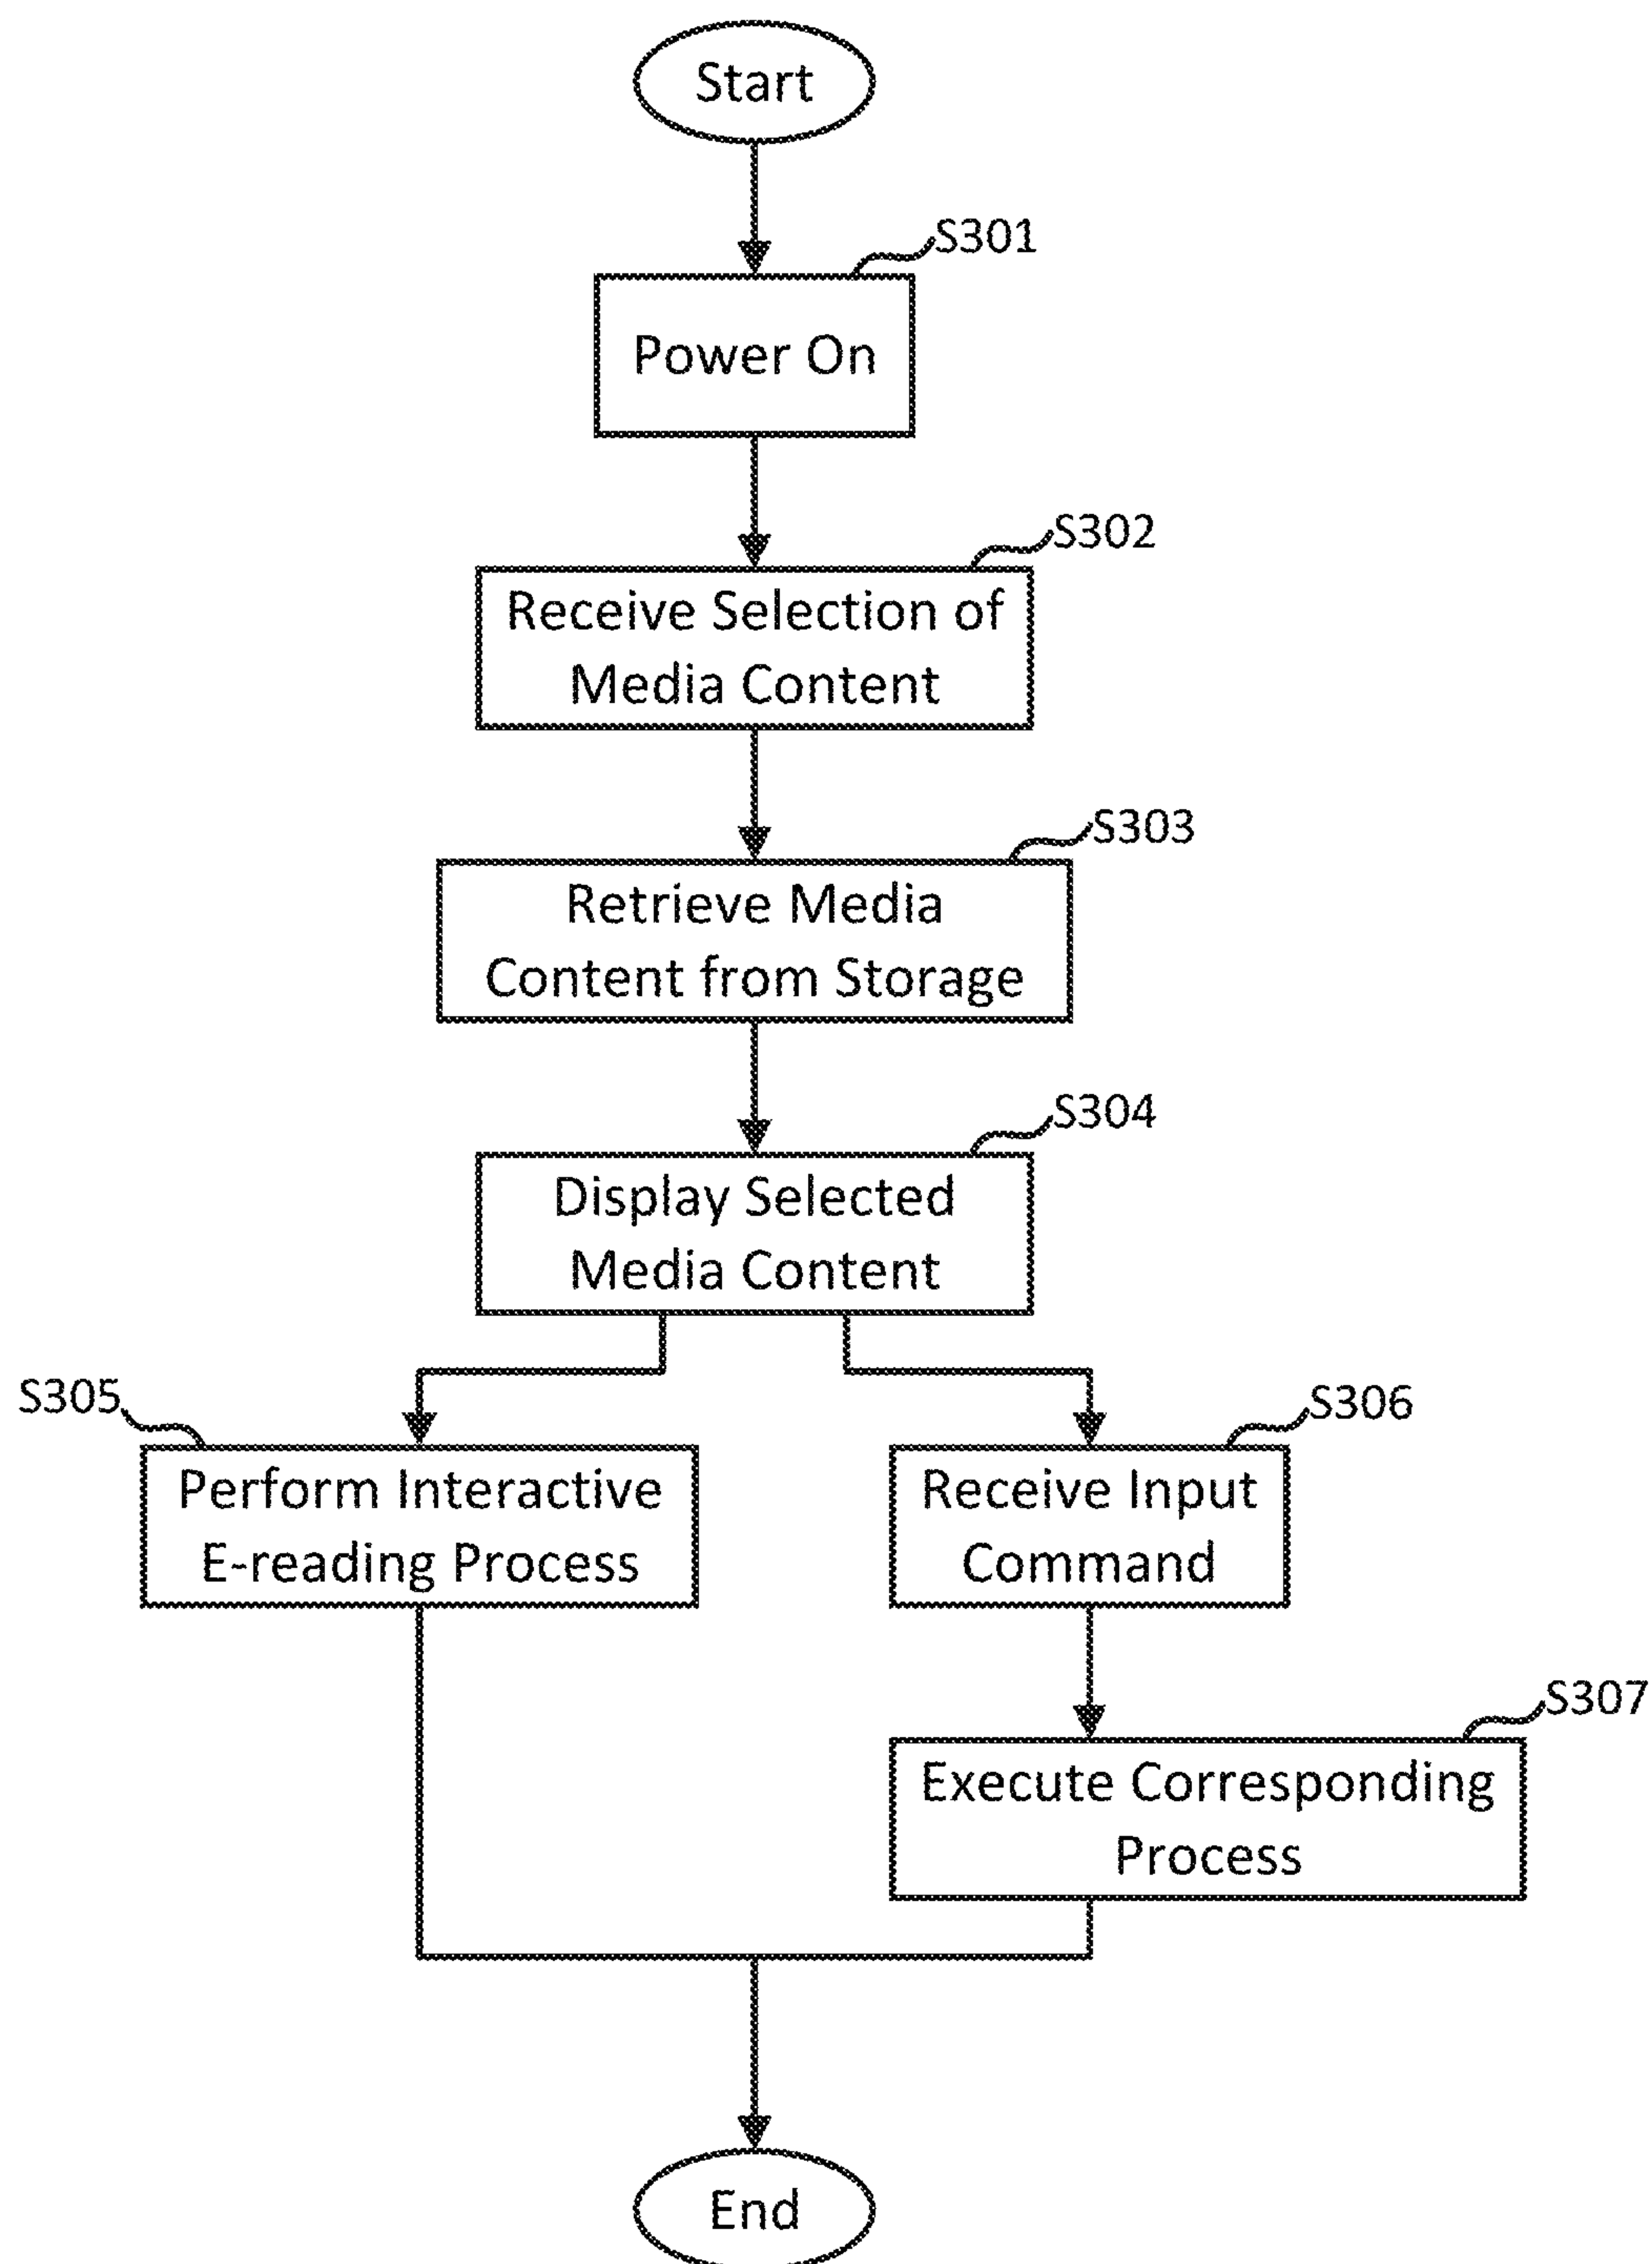 Start
S301
Power On
S302
Receive Selection of
Media Content
S303
Retrieve Media
Content from Storage
S304
Display Selected
Media Content
S305
Perform Interactive
E-reading Process
S306
Receive Input
Command
S307
Execute Corresponding
Process
End